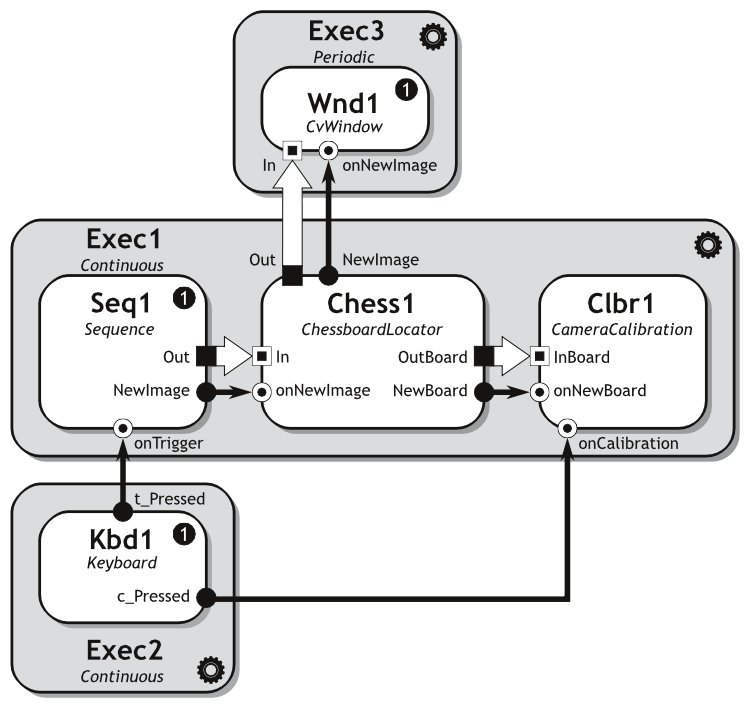 Exec3
Periodic
1
Wnd1
CvWindow
In
onNewImage
Exec1
Continuous
Out
NewImage
Seq1
1
Sequence
Out
NewImage
onTrigger
Chess1
ChessboardLocator
In
onNewImage
OutBoard
NewBoard
Clbr1
CameraCalibration
InBoard
onNewBoard
onCalibration
t_Pressed
Kbd1
1
Keyboard
c_Pressed
Exec2
Continuous